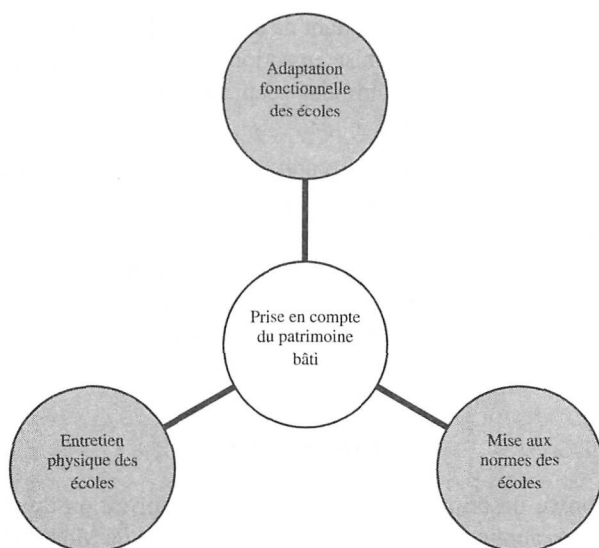 Adaptation
fonctionnelle
des écoles
Prise en compte
du patrimoine
bâti
Entretien
physique des
écoles
Mise aux
normes des
écoles